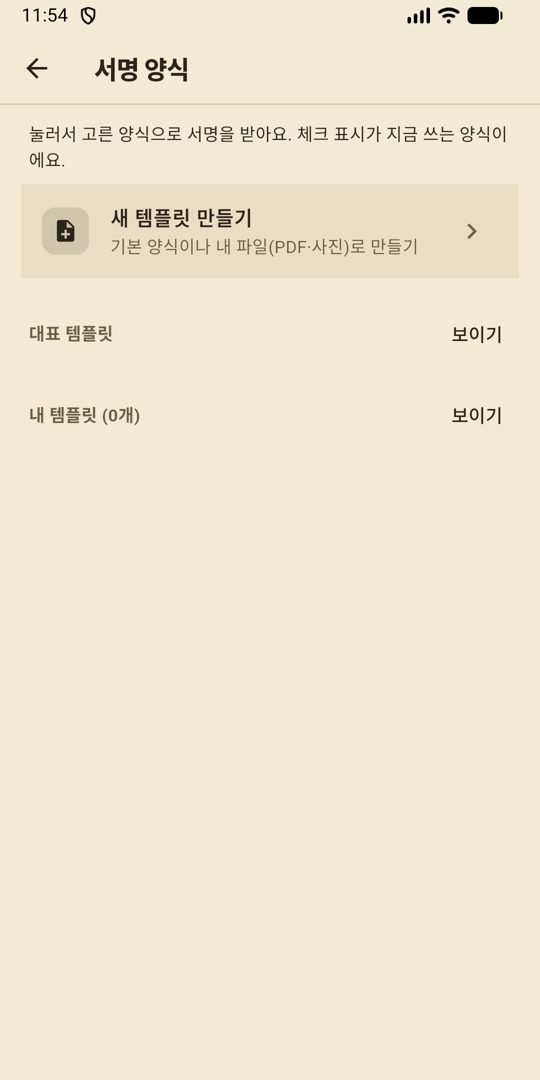 11:54
서명 양식
눌러서 고른 양식으로 서명을 받아요. 체크 표시가 지금 쓰는 양식이
에요.
새 템플릿 만들기
기본 양식이나 내 파일(PDF·사진)로 만들기
대표 템플릿 보이기
내 템플릿 (0개) 보이기